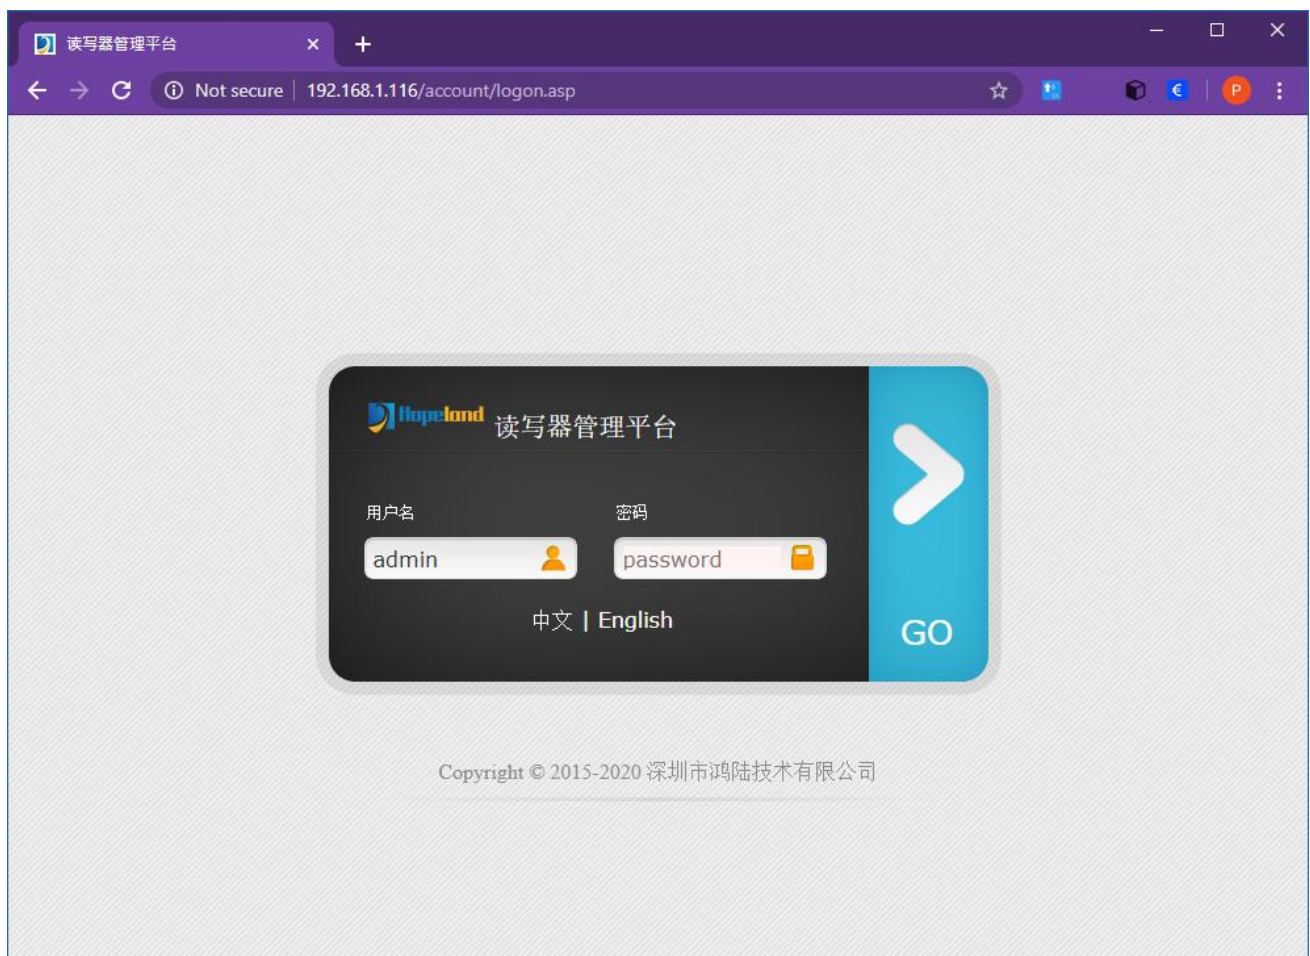 读写器管理平台
Not secure | 192.168.1.116/account/logon.asp
€
P
Hopeland 读写器管理平台
用户名 密码
admin password
中文 | English
GO
Copyright © 2015-2020 深圳市鸿陆技术有限公司